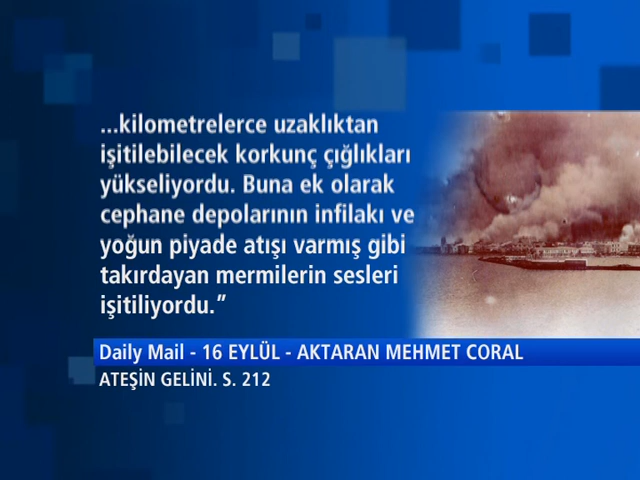 ...kilometrelerce uzaklıktan
işitilebilecek korkunç çığlıkları
yükseliyordu. Buna ek olarak
cephane depolarının infilakı ve
yoğun piyade atışı varmış gibi
takırdayan mermilerin sesleri
işitiliyordu.”
Daily Mail - 16 EYLÜL - AKTARAN MEHMET CORAL
ATEŞİN GELİNİ. S. 212